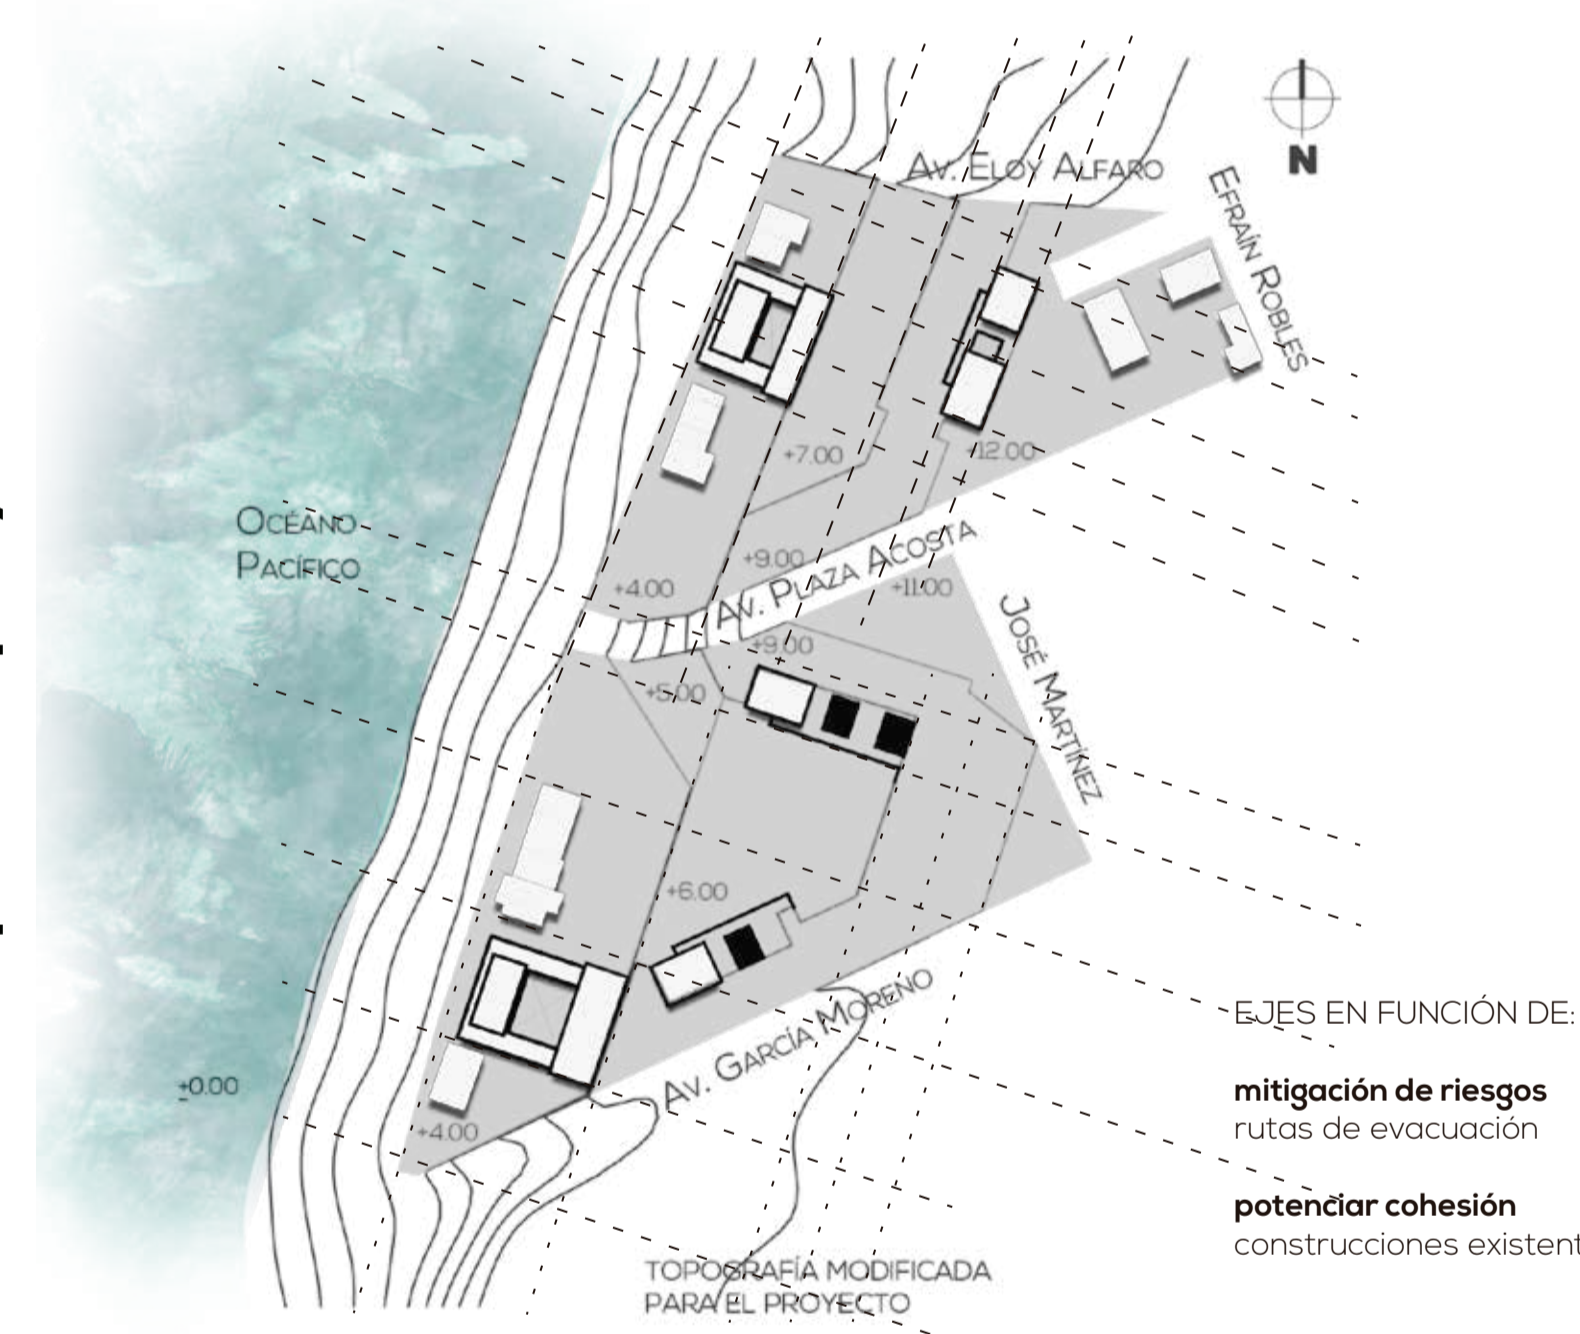 N
Av. Eloy Alfaro
Efraín Robles
+7.00
+12.00
Océano
Pacífico
+9.00
+4.00
Av. Plaza Acosta
+11.00
José Martínez
+9.00
+5.00
+6.00
Av. García Moreno
±0.00
+4.00
EJES EN FUNCIÓN DE:
mitigación de riesgos
rutas de evacuación
potenciar cohesión
construcciones existent
TOPOGRAFÍA MODIFICADA
PARA EL PROYECTO